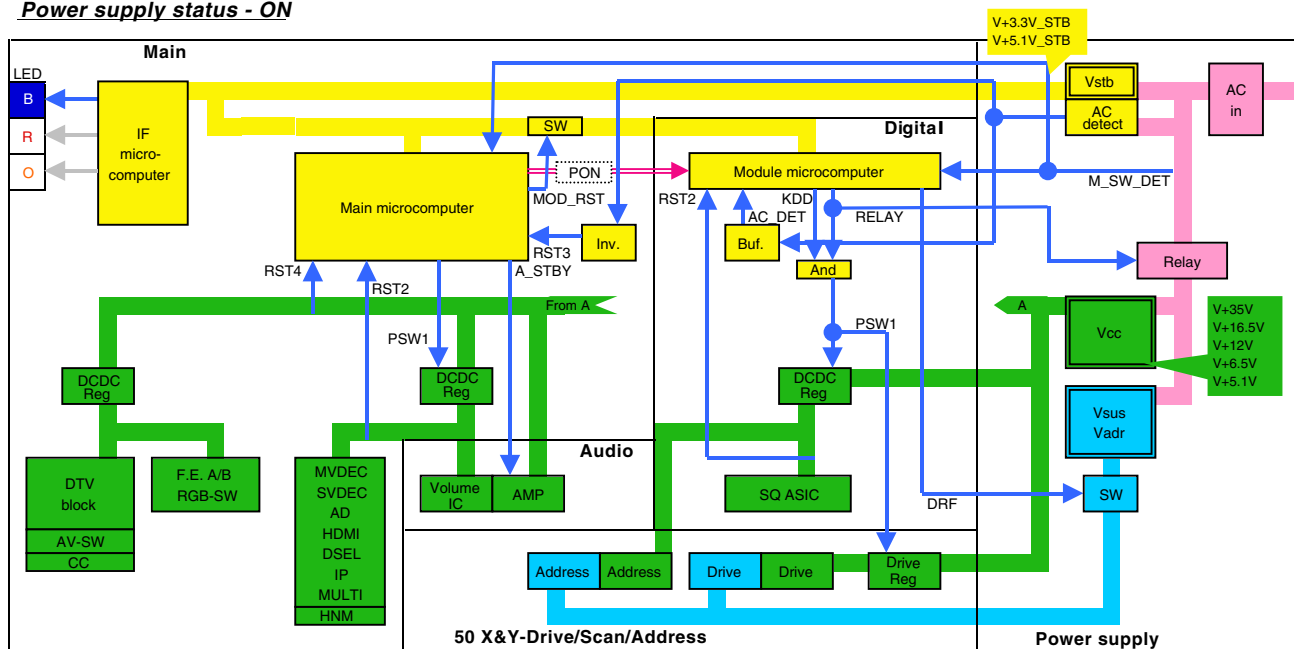 Power supply status - ON
V+3.3V_STB
V+5.1V_STB
Main
LED
B
R
O
IF
micro-
computer
SW
Digital
Vstb
AC
detect
AC
in
Main microcomputer
PON
MOD_RST
Module microcomputer
M_SW_DET
RST2
KDD
AC_DET
RELAY
RST3
Inv.
Buf.
And
A_STBY
Relay
RST4
RST2
From A
A
PSW1
PSW1
Vcc
V+35V
V+16.5V
V+12V
V+6.5V
V+5.1V
DCDC
Reg
DCDC
Reg
DCDC
Reg
Vsus
Vadr
Audio
DTV
block
AV-SW
CC
F.E. A/B
RGB-SW
MVDEC
SVDEC
AD
HDMI
DSEL
IP
MULTI
HNM
Volume
IC
AMP
SQ ASIC
DRF
SW
Address
Address
Drive
Drive
Drive
Reg
50 X&Y-Drive/Scan/Address
Power supply